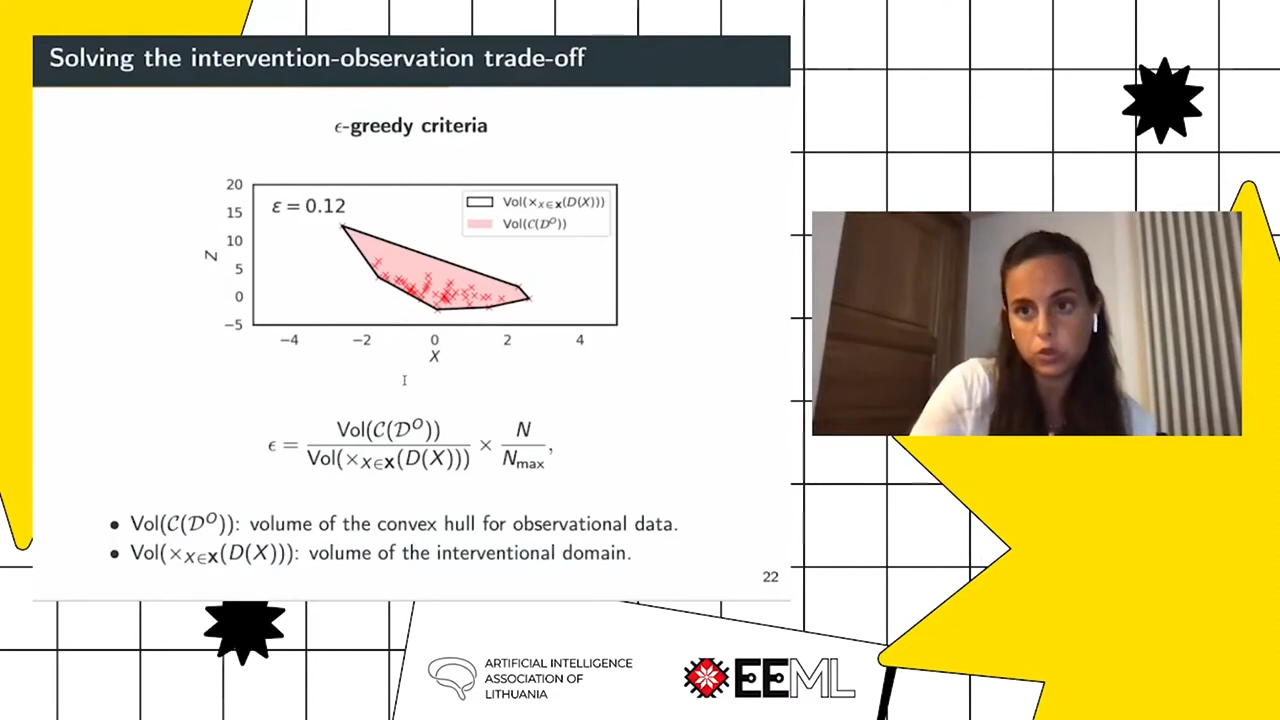 Solving the intervention-observation trade-off
ϵ-greedy criteria
20
15
10
5
0
−5
Z
ε = 0.12
Vol(×_{X∈𝐗}(D(X)))
Vol(𝒞(𝒟^O))
−4 −2 0 2 4
X
ϵ = Vol(𝒞(𝒟^O)) / Vol(×_{X∈𝐗}(D(X))) × N / N_max,
• Vol(𝒞(𝒟^O)): volume of the convex hull for observational data.
• Vol(×_{X∈𝐗}(D(X))): volume of the interventional domain.
22
ARTIFICIAL INTELLIGENCE
ASSOCIATION OF
LITHUANIA
EEML